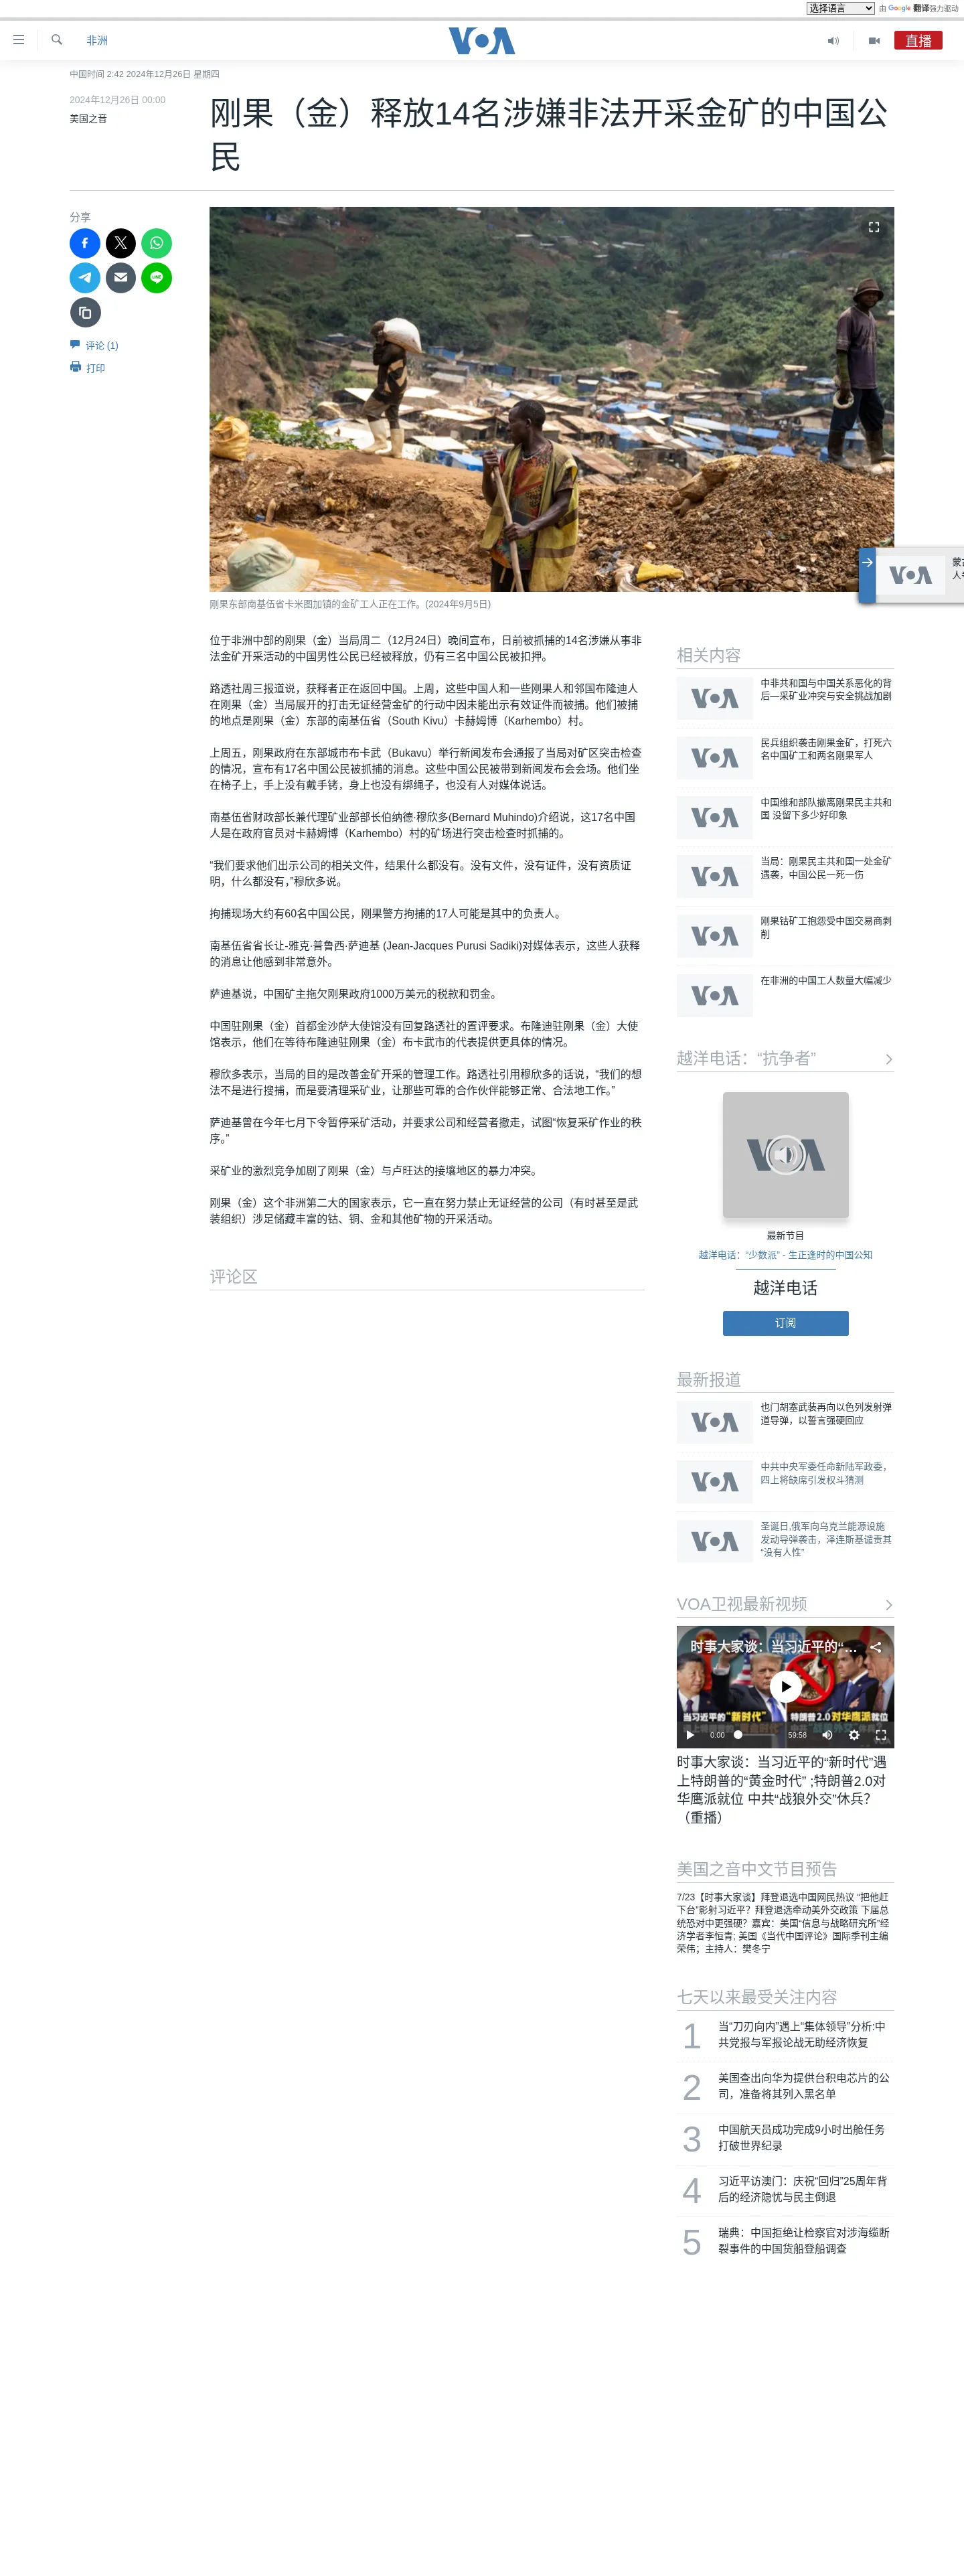 选择语言 由 Google 翻译强力驱动
非洲
VOA
直播
中国时间 2:42 2024年12月26日 星期四
2024年12月26日 00:00
美国之音
刚果（金）释放14名涉嫌非法开采金矿的中国公
民
分享
评论 (1)
打印
刚果东部南基伍省卡米图加镇的金矿工人正在工作。(2024年9月5日)
位于非洲中部的刚果（金）当局周二（12月24日）晚间宣布，日前被抓捕的14名涉嫌从事非
法金矿开采活动的中国男性公民已经被释放，仍有三名中国公民被扣押。
路透社周三报道说，获释者正在返回中国。上周，这些中国人和一些刚果人和邻国布隆迪人
在刚果（金）当局展开的打击无证经营金矿的行动中因未能出示有效证件而被捕。他们被捕
的地点是刚果（金）东部的南基伍省（South Kivu）卡赫姆博（Karhembo）村。
上周五，刚果政府在东部城市布卡武（Bukavu）举行新闻发布会通报了当局对矿区突击检查
的情况，宣布有17名中国公民被抓捕的消息。这些中国公民被带到新闻发布会会场。他们坐
在椅子上，手上没有戴手铐，身上也没有绑绳子，也没有人对媒体说话。
南基伍省财政部长兼代理矿业部部长伯纳德·穆欣多(Bernard Muhindo)介绍说，这17名中国
人是在政府官员对卡赫姆博（Karhembo）村的矿场进行突击检查时抓捕的。
“我们要求他们出示公司的相关文件，结果什么都没有。没有文件，没有证件，没有资质证
明，什么都没有，”穆欣多说。
拘捕现场大约有60名中国公民，刚果警方拘捕的17人可能是其中的负责人。
南基伍省省长让-雅克·普鲁西·萨迪基 (Jean-Jacques Purusi Sadiki)对媒体表示，这些人获释
的消息让他感到非常意外。
萨迪基说，中国矿主拖欠刚果政府1000万美元的税款和罚金。
中国驻刚果（金）首都金沙萨大使馆没有回复路透社的置评要求。布隆迪驻刚果（金）大使
馆表示，他们在等待布隆迪驻刚果（金）布卡武市的代表提供更具体的情况。
穆欣多表示，当局的目的是改善金矿开采的管理工作。路透社引用穆欣多的话说，“我们的想
法不是进行搜捕，而是要清理采矿业，让那些可靠的合作伙伴能够正常、合法地工作。”
萨迪基曾在今年七月下令暂停采矿活动，并要求公司和经营者撤走，试图“恢复采矿作业的秩
序。”
采矿业的激烈竞争加剧了刚果（金）与卢旺达的接壤地区的暴力冲突。
刚果（金）这个非洲第二大的国家表示，它一直在努力禁止无证经营的公司（有时甚至是武
装组织）涉足储藏丰富的钴、铜、金和其他矿物的开采活动。
评论区
VOA
蒙古
人年
相关内容
VOA
中非共和国与中国关系恶化的背
后—采矿业冲突与安全挑战加剧
VOA
民兵组织袭击刚果金矿，打死六
名中国矿工和两名刚果军人
VOA
中国维和部队撤离刚果民主共和
国 没留下多少好印象
VOA
当局：刚果民主共和国一处金矿
遇袭，中国公民一死一伤
VOA
刚果钴矿工抱怨受中国交易商剥
削
VOA
在非洲的中国工人数量大幅减少
越洋电话：“抗争者”
VOA
最新节目
越洋电话：“少数派” - 生正逢时的中国公知
越洋电话
订阅
最新报道
VOA
也门胡塞武装再向以色列发射弹
道导弹，以誓言强硬回应
VOA
中共中央军委任命新陆军政委，
四上将缺席引发权斗猜测
VOA
圣诞日,俄军向乌克兰能源设施
发动导弹袭击，泽连斯基谴责其
“没有人性”
VOA卫视最新视频
时事大家谈：当习近平的“...
当习近平的“新时代” 特朗普2.0对华鹰派就位
0:00 59:58
时事大家谈：当习近平的“新时代”遇
上特朗普的“黄金时代” ;特朗普2.0对
华鹰派就位 中共“战狼外交”休兵？
（重播）
美国之音中文节目预告
7/23【时事大家谈】拜登退选中国网民热议 “把他赶
下台”影射习近平？拜登退选牵动美外交政策 下届总
统恐对中更强硬？嘉宾：美国“信息与战略研究所”经
济学者李恒青; 美国《当代中国评论》国际季刊主编
荣伟；主持人：樊冬宁
七天以来最受关注内容
1 当“刀刃向内”遇上“集体领导”分析:中
共党报与军报论战无助经济恢复
2 美国查出向华为提供台积电芯片的公
司，准备将其列入黑名单
3 中国航天员成功完成9小时出舱任务
打破世界纪录
4 习近平访澳门：庆祝“回归”25周年背
后的经济隐忧与民主倒退
5 瑞典：中国拒绝让检察官对涉海缆断
裂事件的中国货船登船调查